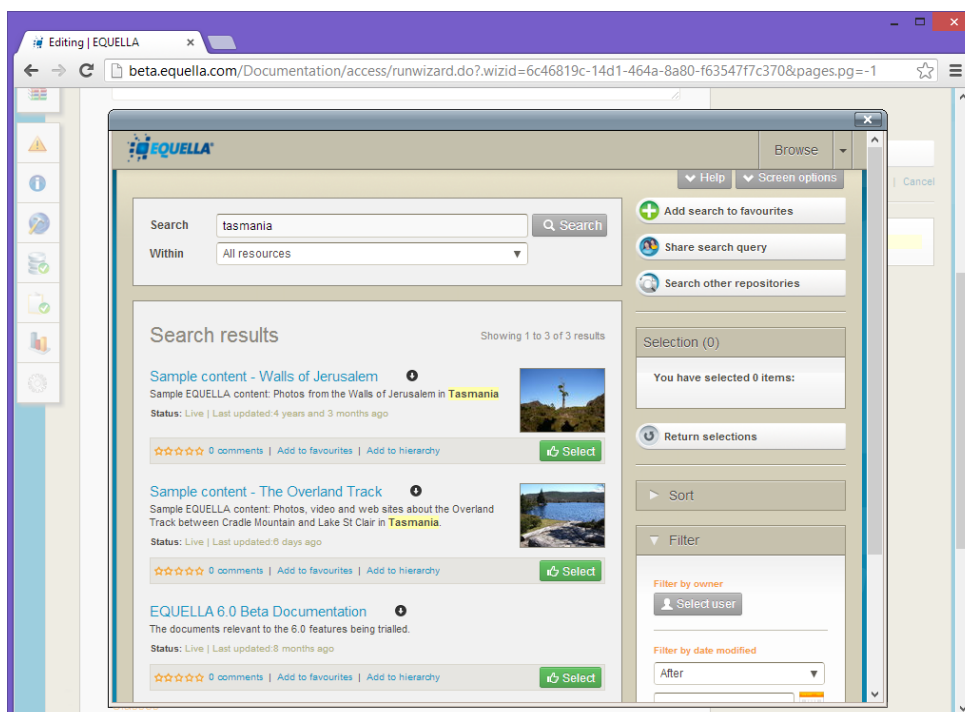 Editing | EQUELLA
beta.equella.com/Documentation/access/runwizard.do?.wizid=6c46819c-14d1-464a-8a80-f63547f7c370&pages.pg=-1
EQUELLA
Browse
Help
Screen options
| Cancel
Search
tasmania
Search
Within
All resources
Add search to favourites
Share search query
Search other repositories
Search results
Showing 1 to 3 of 3 results
Sample content - Walls of Jerusalem
Sample EQUELLA content: Photos from the Walls of Jerusalem in Tasmania
Status: Live | Last updated:4 years and 3 months ago
0 comments | Add to favourites | Add to hierarchy
Select
Sample content - The Overland Track
Sample EQUELLA content: Photos, video and web sites about the Overland
Track between Cradle Mountain and Lake St Clair in Tasmania.
Status: Live | Last updated:6 days ago
0 comments | Add to favourites | Add to hierarchy
Select
EQUELLA 6.0 Beta Documentation
The documents relevant to the 6.0 features being trialled.
Status: Live | Last updated:8 months ago
0 comments | Add to favourites | Add to hierarchy
Select
Selection (0)
You have selected 0 items:
Return selections
Sort
Filter
Filter by owner
Select user
Filter by date modified
After